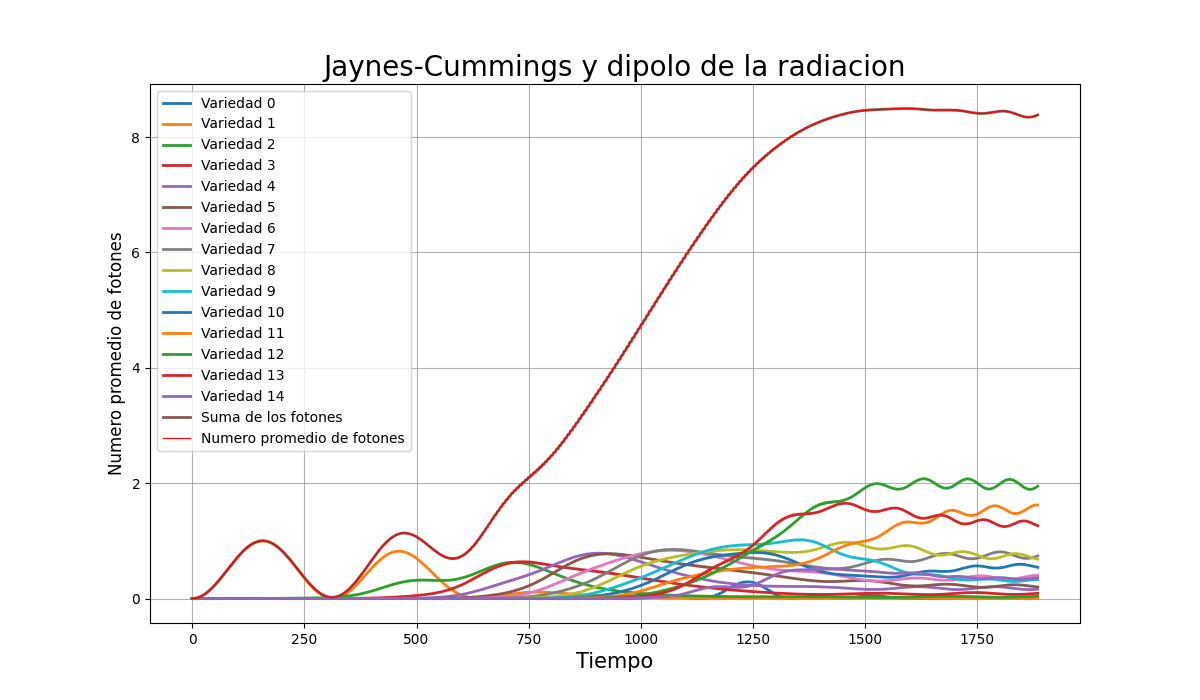 Jaynes-Cummings y dipolo de la radiacion
Variedad 0
Variedad 1
Variedad 2
Variedad 3
Variedad 4
Variedad 5
Variedad 6
Variedad 7
Variedad 8
Variedad 9
Variedad 10
Variedad 11
Variedad 12
Variedad 13
Variedad 14
Suma de los fotones
Numero promedio de fotones
Numero promedio de fotones
8
6
4
2
0
0 250 500 750 1000 1250 1500 1750
Tiempo